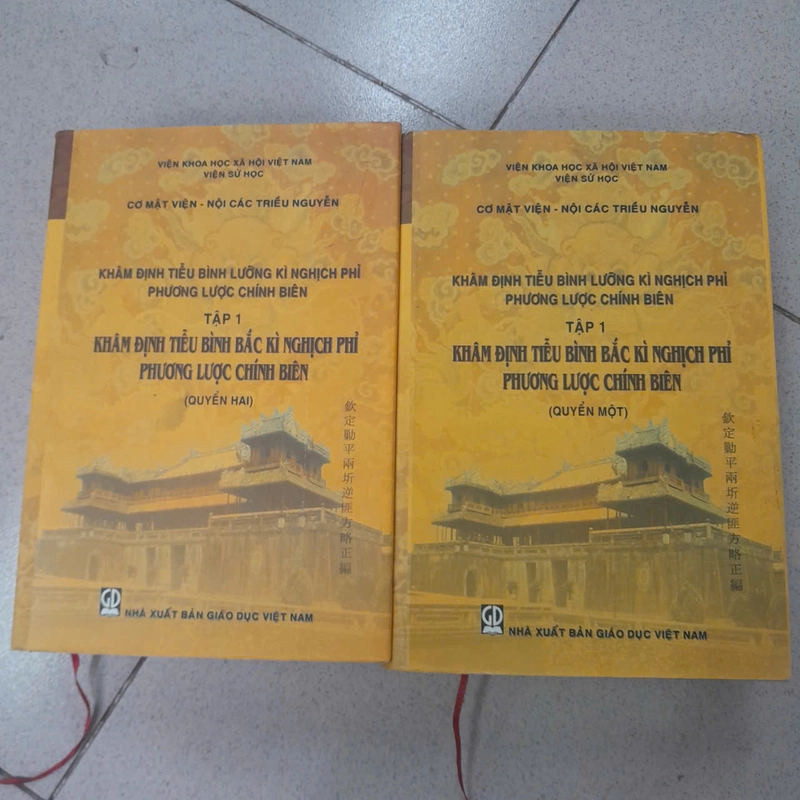 VIỆN KHOA HỌC XÃ HỘI VIỆT NAM
VIỆN SỬ HỌC
CƠ MẬT VIỆN - NỘI CÁC TRIỀU NGUYỄN
KHÂM ĐỊNH TIỄU BÌNH LƯỠNG KÌ NGHỊCH PHỈ
PHƯƠNG LƯỢC CHÍNH BIÊN
TẬP 1
KHÂM ĐỊNH TIỄU BÌNH BẮC KÌ NGHỊCH PHỈ
PHƯƠNG LƯỢC CHÍNH BIÊN
(QUYỂN HAI)
欽定勦平兩圻逆匪方略正編
GD
NHÀ XUẤT BẢN GIÁO DỤC VIỆT NAM
VIỆN KHOA HỌC XÃ HỘI VIỆT NAM
VIỆN SỬ HỌC
CƠ MẬT VIỆN - NỘI CÁC TRIỀU NGUYỄN
KHÂM ĐỊNH TIỄU BÌNH LƯỠNG KÌ NGHỊCH PHỈ
PHƯƠNG LƯỢC CHÍNH BIÊN
TẬP 1
KHÂM ĐỊNH TIỄU BÌNH BẮC KÌ NGHỊCH PHỈ
PHƯƠNG LƯỢC CHÍNH BIÊN
(QUYỂN MỘT)
欽定勦平兩圻逆匪方略正編
GD
NHÀ XUẤT BẢN GIÁO DỤC VIỆT NAM